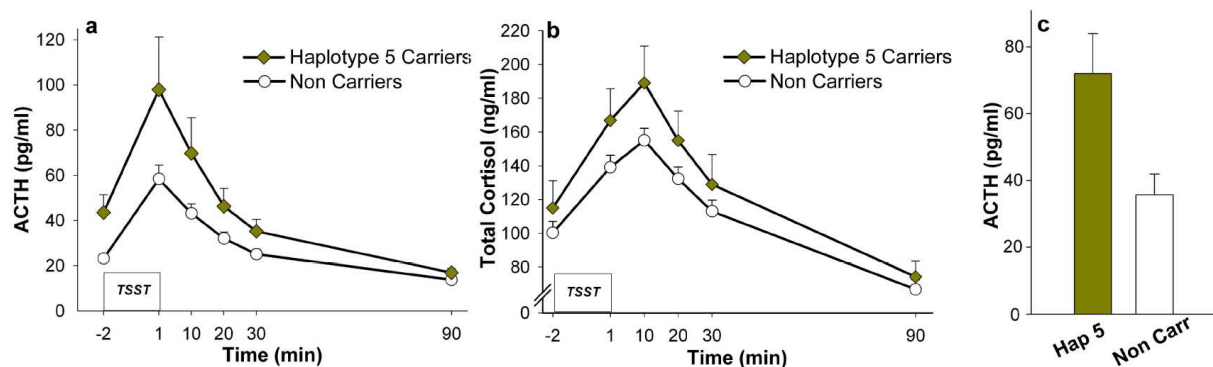 a
Haplotype 5 Carriers
Non Carriers
ACTH (pg/ml)
120
100
80
60
40
20
0
TSST
-2 1 10 20 30 90
Time (min)
b
Haplotype 5 Carriers
Non Carriers
Total Cortisol (ng/ml)
220
200
180
160
140
120
100
80
0
TSST
-2 1 10 20 30 90
Time (min)
c
ACTH (pg/ml)
80
60
40
20
0
Hap 5 Non Carr